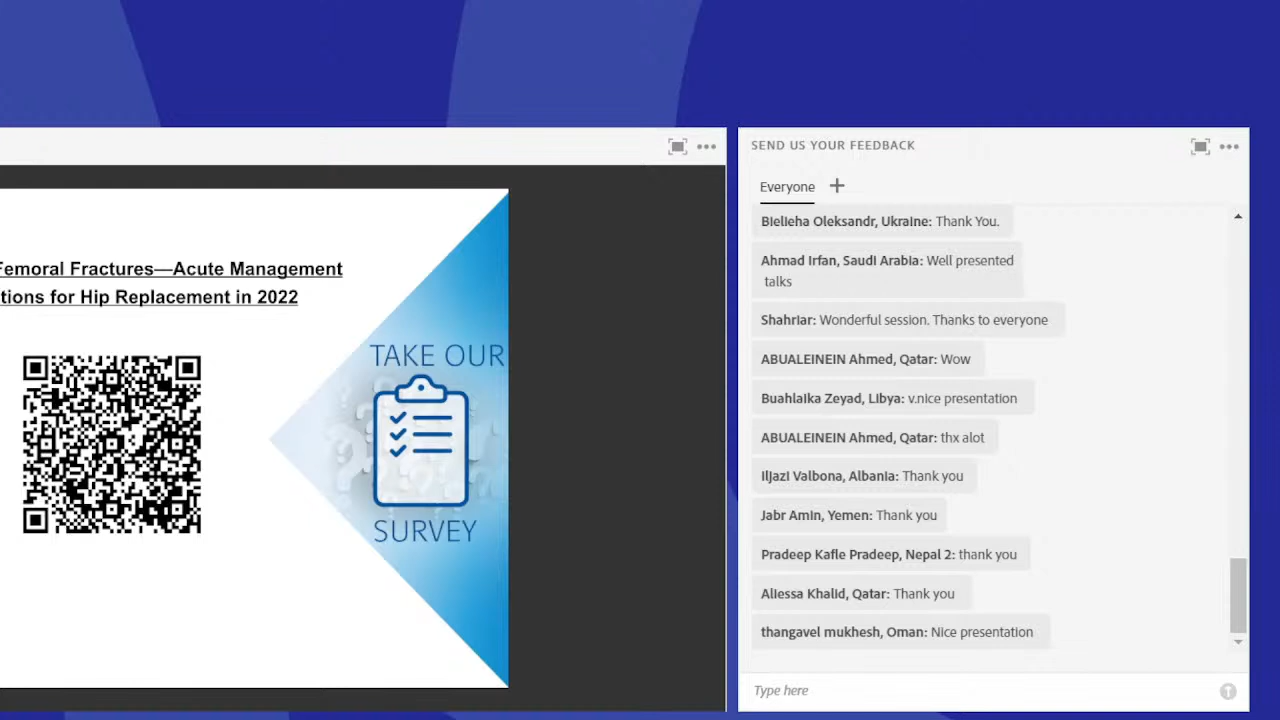 Femoral Fractures—Acute Management
tions for Hip Replacement in 2022
TAKE OUR
SURVEY
SEND US YOUR FEEDBACK
Everyone
Bielieha Oleksandr, Ukraine: Thank You.
Ahmad Irfan, Saudi Arabia: Well presented
talks
Shahriar: Wonderful session. Thanks to everyone
ABUALEINEIN Ahmed, Qatar: Wow
Buahlaika Zeyad, Libya: v.nice presentation
ABUALEINEIN Ahmed, Qatar: thx alot
Iljazi Valbona, Albania: Thank you
Jabr Amin, Yemen: Thank you
Pradeep Kafle Pradeep, Nepal 2: thank you
Aliessa Khalid, Qatar: Thank you
thangavel mukhesh, Oman: Nice presentation
Type here